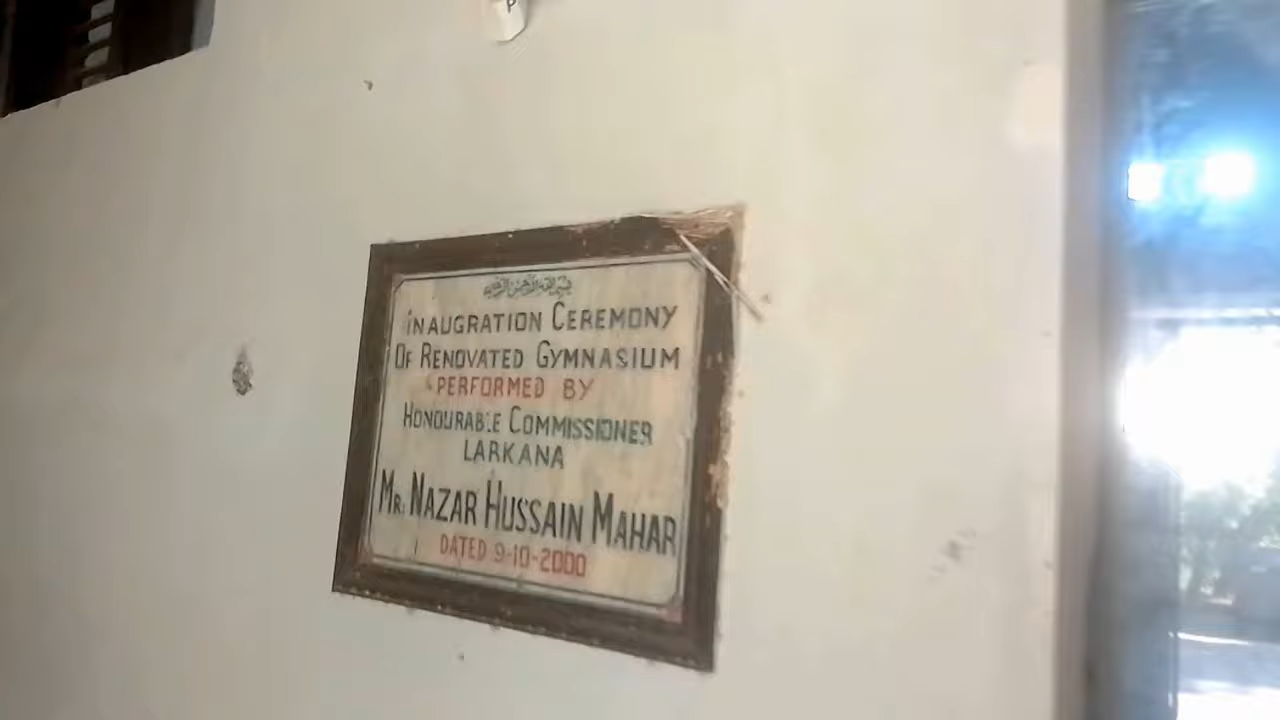 بسم الله الرحمن الرحيم
INAUGRATION CEREMONY
OF RENOVATED GYMNASIUM
PERFORMED BY
HONOURABLE COMMISSIONER
LARKANA
MR. NAZAR HUSSAIN MAHAR
DATED 9-10-2000